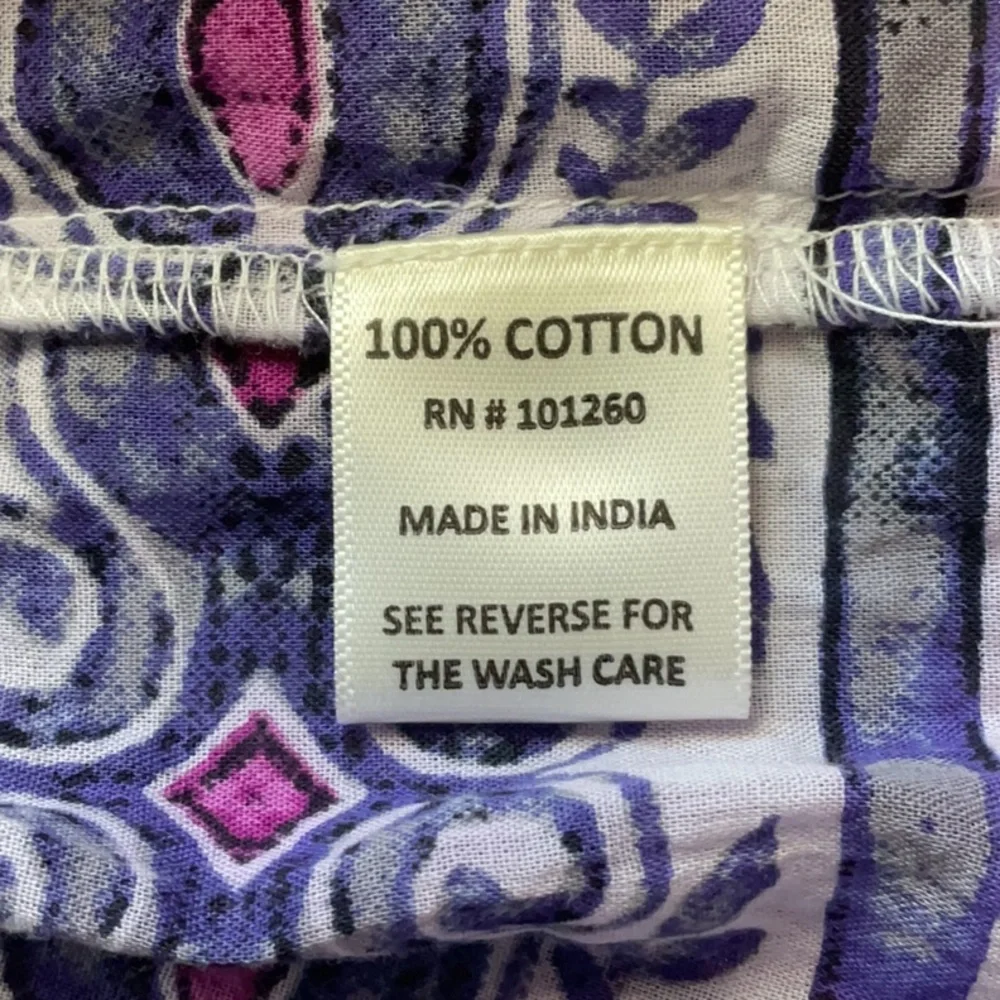 100% COTTON
RN # 101260
MADE IN INDIA
SEE REVERSE FOR
THE WASH CARE